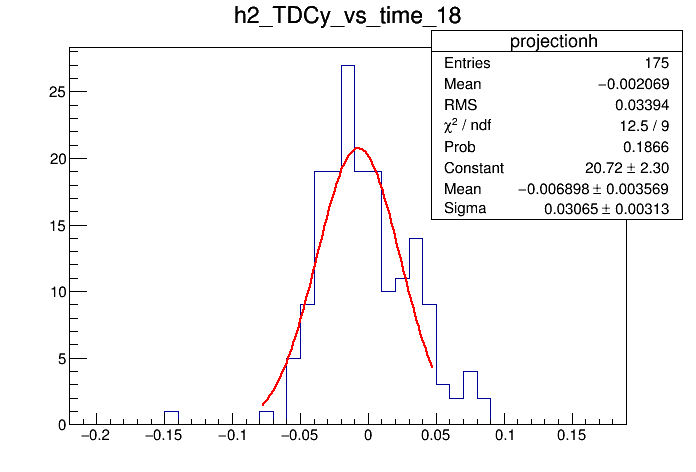 h2_TDCy_vs_time_18
projectionh
Entries 175
Mean −0.002069
RMS 0.03394
χ² / ndf 12.5 / 9
Prob 0.1866
Constant 20.72 ± 2.30
Mean −0.006898 ± 0.003569
Sigma 0.03065 ± 0.00313
25
20
15
10
5
0
−0.2 −0.15 −0.1 −0.05 0 0.05 0.1 0.15